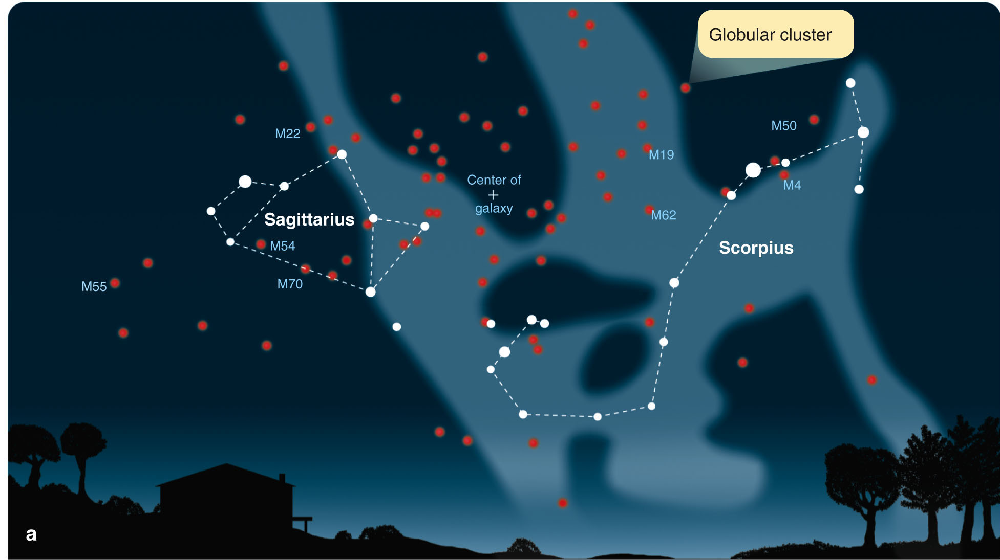 Globular cluster
M22
M50
M19
Center of
galaxy
M4
M62
Sagittarius
Scorpius
M54
M55
M70
a